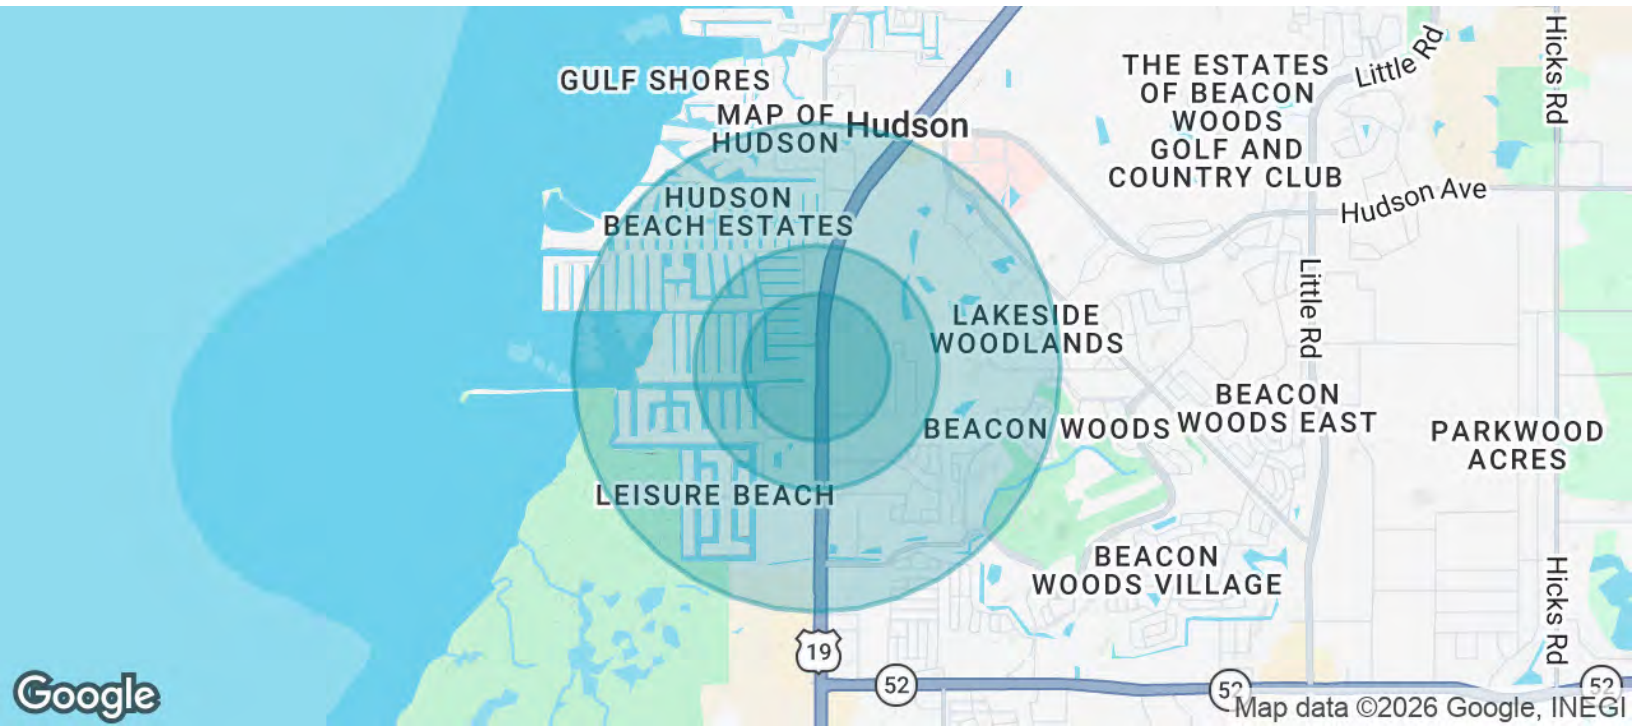 GULF SHORES
MAP OF
HUDSON
Hudson
THE ESTATES
OF BEACON
WOODS
GOLF AND
COUNTRY CLUB
Little Rd
Hicks Rd
HUDSON
BEACH ESTATES
Hudson Ave
LAKESIDE
WOODLANDS
Little Rd
BEACON WOODS
BEACON
WOODS EAST
PARKWOOD
ACRES
LEISURE BEACH
BEACON
WOODS VILLAGE
Hicks Rd
19
52
52
52
Google
Map data ©2026 Google, INEGI